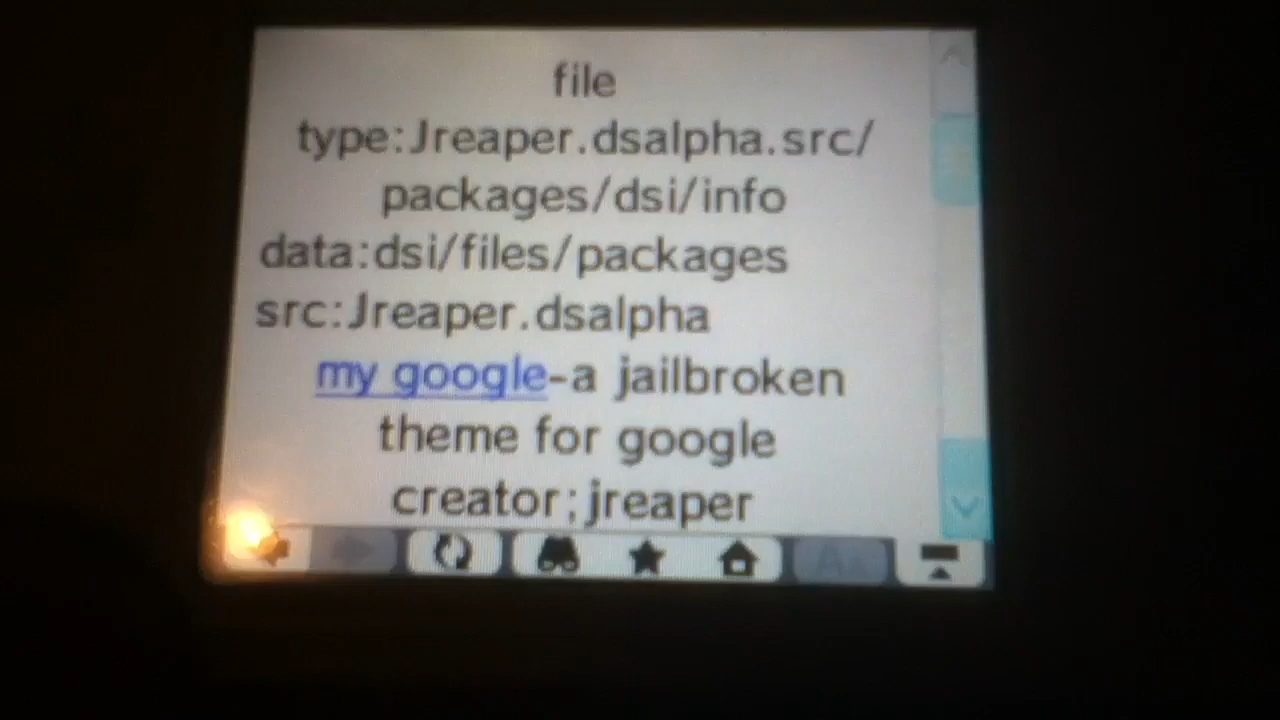 file
type:Jreaper.dsalpha.src/
packages/dsi/info
data:dsi/files/packages
src:Jreaper.dsalpha
my google-a jailbroken
theme for google
creator;jreaper